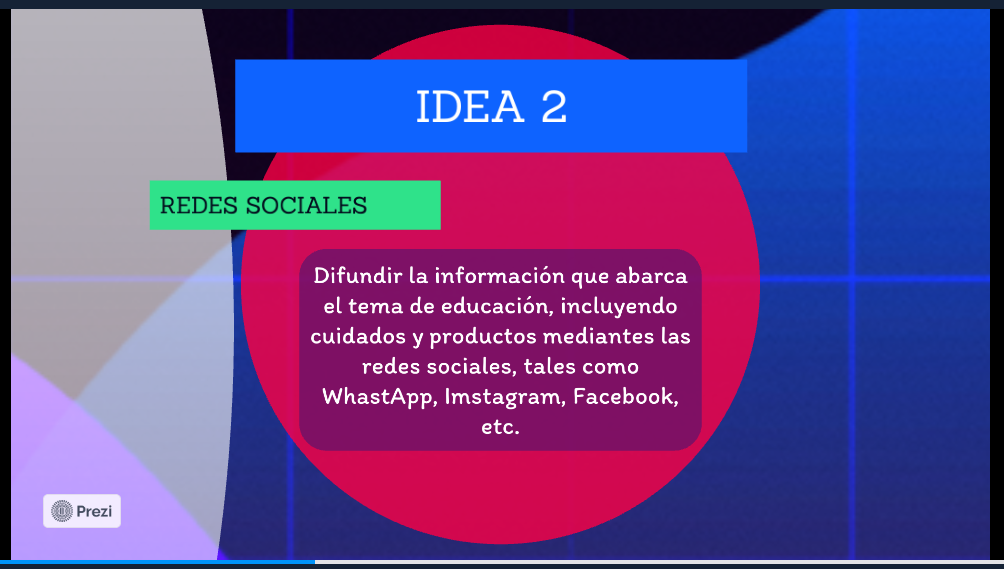 IDEA 2
REDES SOCIALES
Difundir la información que abarca
el tema de educación, incluyendo
cuidados y productos mediantes las
redes sociales, tales como
WhastApp, Imstagram, Facebook,
etc.
Prezi